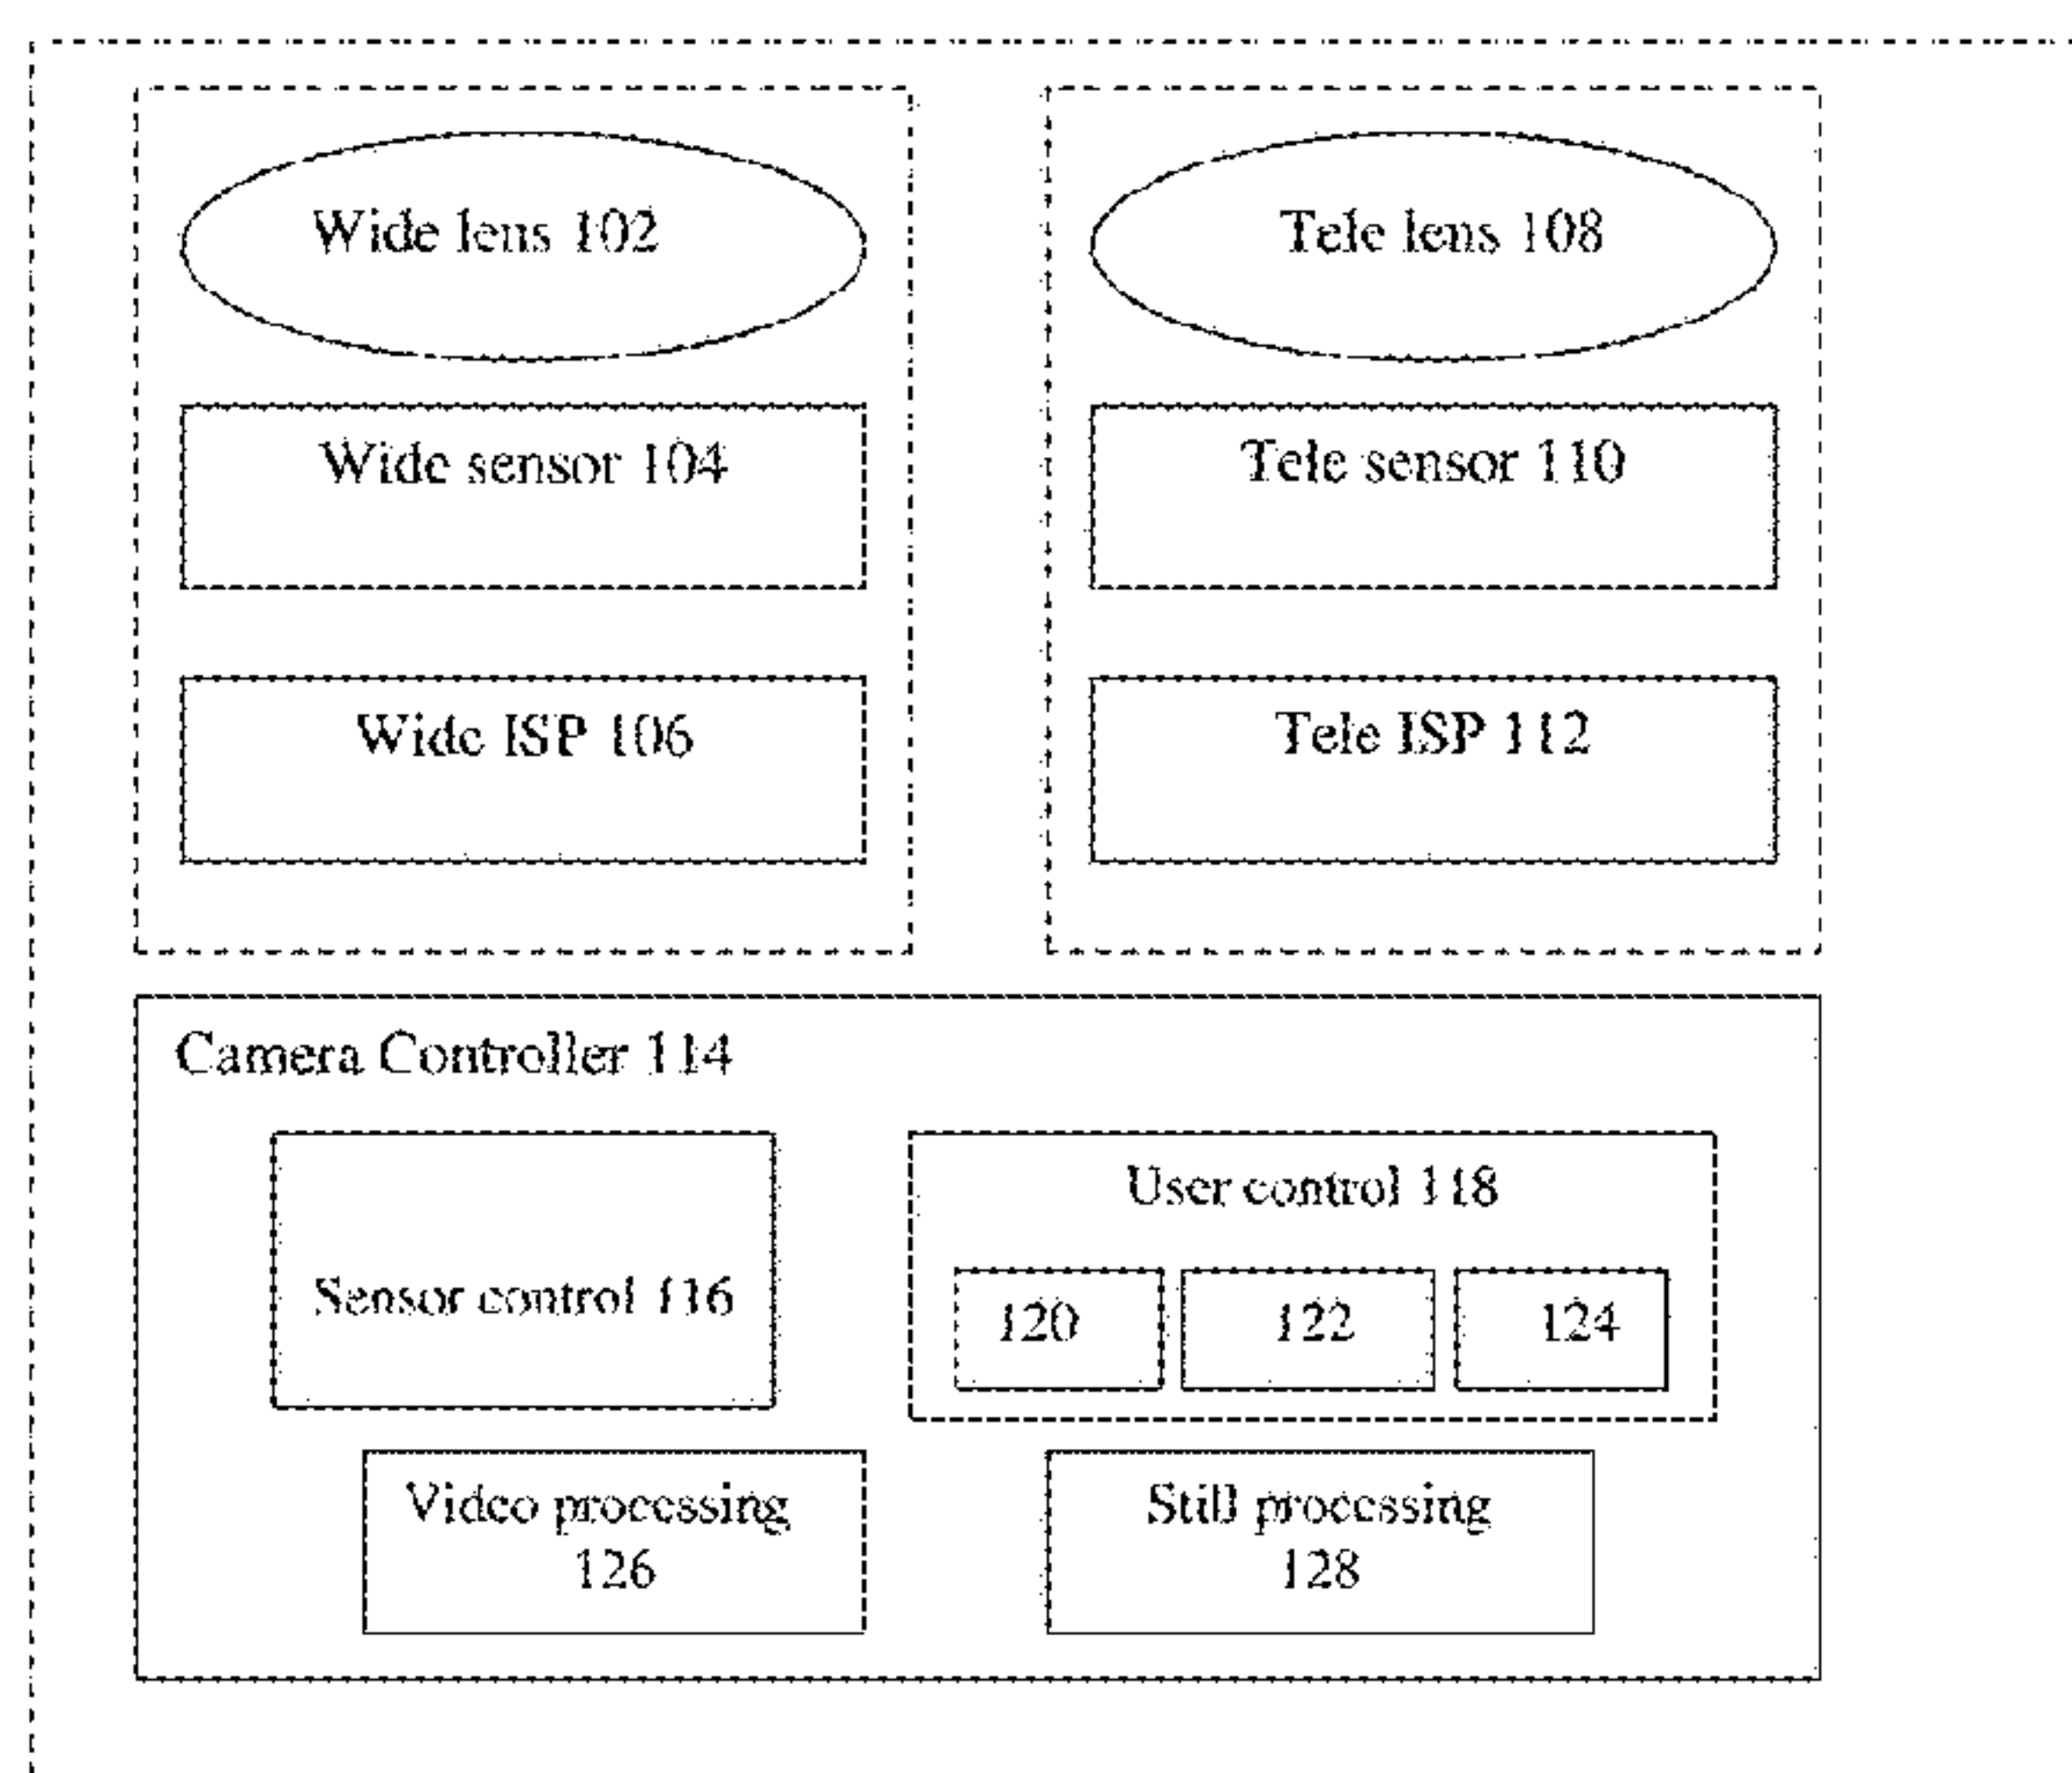 Wide lens 102
Tele lens 108
Wide sensor 104
Tele sensor 110
Wide ISP 106
Tele ISP 112
Camera Controller 114
Sensor control 116
User control 118
120
122
124
Video processing
126
Still processing
128